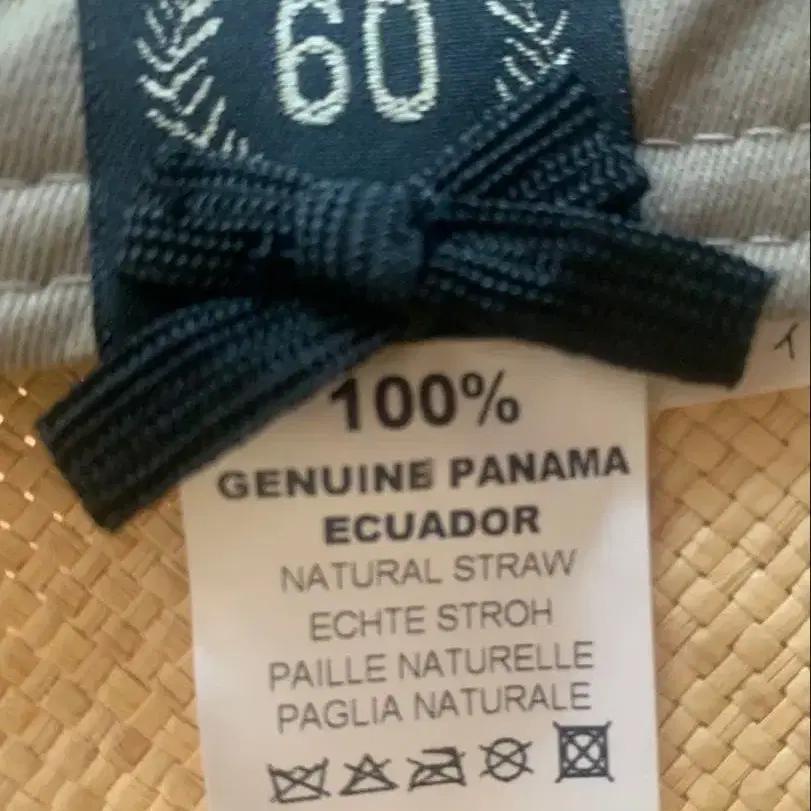 60
100%
GENUINE PANAMA
ECUADOR
NATURAL STRAW
ECHTE STROH
PAILLE NATURELLE
PAGLIA NATURALE